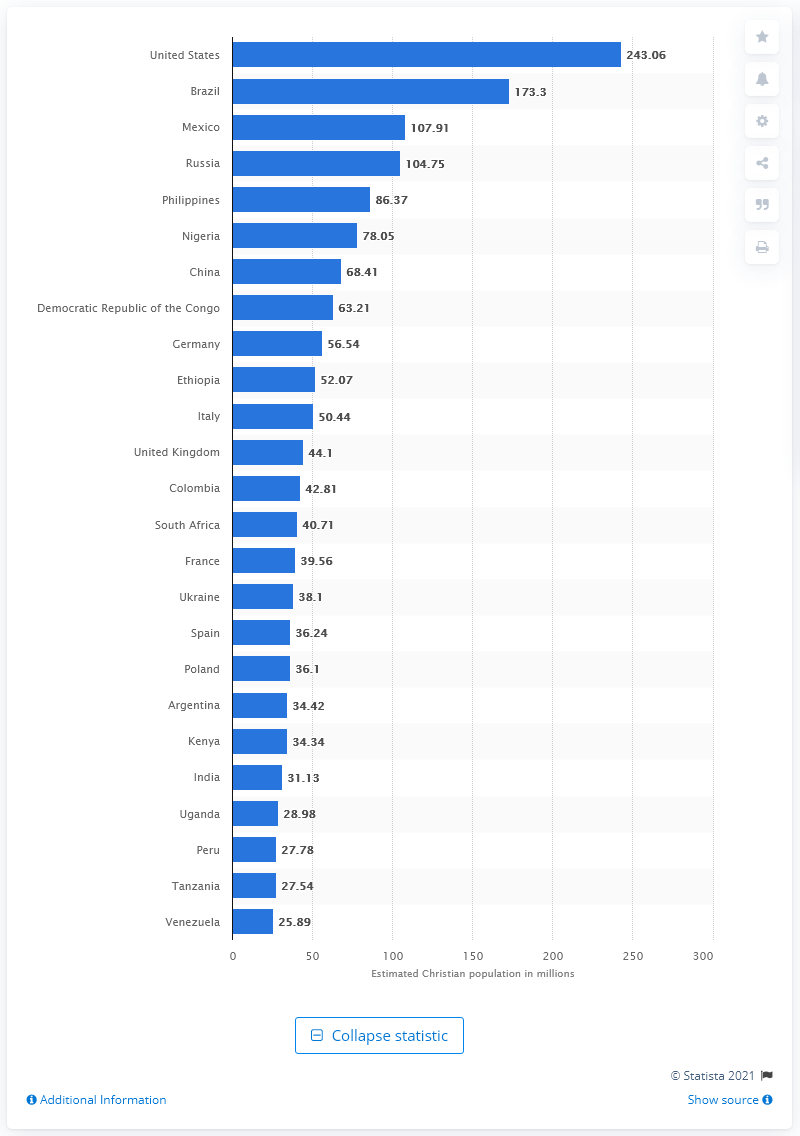 United States 243.06
Brazil 173.3
Mexico 107.91
Russia 104.75
Philippines 86.37
Nigeria 78.05
China 68.41
Democratic Republic of the Congo 63.21
Germany 56.54
Ethiopia 52.07
Italy 50.44
United Kingdom 44.1
Colombia 42.81
South Africa 40.71
France 39.56
Ukraine 38.1
Spain 36.24
Poland 36.1
Argentina 34.42
Kenya 34.34
India 31.13
Uganda 28.98
Peru 27.78
Tanzania 27.54
Venezuela 25.89
0 50 100 150 200 250 300
Estimated Christian population in millions
Collapse statistic
© Statista 2021
Additional Information Show source